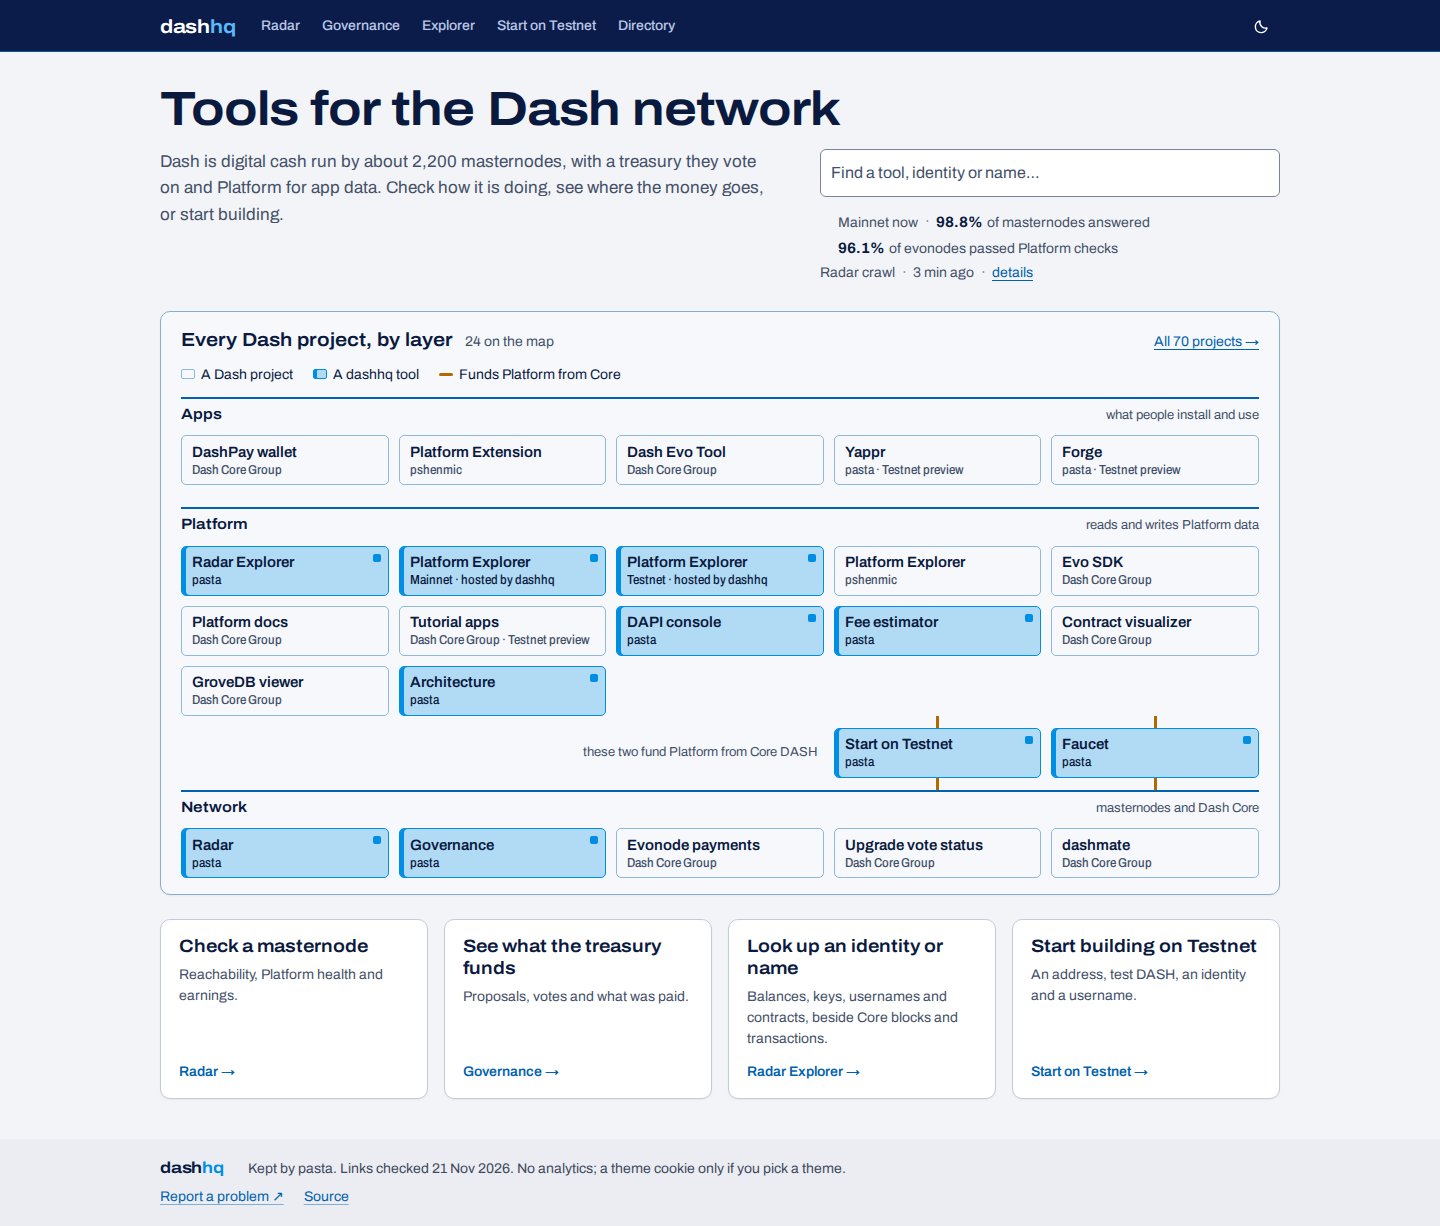 dashhq Radar Governance Explorer Start on Testnet Directory
Tools for the Dash network
Dash is digital cash run by about 2,200 masternodes, with a treasury they vote
on and Platform for app data. Check how it is doing, see where the money goes,
or start building.
Find a tool, identity or name...
Mainnet now · 98.8% of masternodes answered
96.1% of evonodes passed Platform checks
Radar crawl · 3 min ago · details
Every Dash project, by layer 24 on the map All 70 projects →
A Dash project A dashhq tool Funds Platform from Core
Apps what people install and use
DashPay wallet
Dash Core Group
Platform Extension
pshenmic
Dash Evo Tool
Dash Core Group
Yappr
pasta · Testnet preview
Forge
pasta · Testnet preview
Platform reads and writes Platform data
Radar Explorer
pasta
Platform Explorer
Mainnet · hosted by dashhq
Platform Explorer
Testnet · hosted by dashhq
Platform Explorer
pshenmic
Evo SDK
Dash Core Group
Platform docs
Dash Core Group
Tutorial apps
Dash Core Group · Testnet preview
DAPI console
pasta
Fee estimator
pasta
Contract visualizer
Dash Core Group
GroveDB viewer
Dash Core Group
Architecture
pasta
these two fund Platform from Core DASH
Start on Testnet
pasta
Faucet
pasta
Network masternodes and Dash Core
Radar
pasta
Governance
pasta
Evonode payments
Dash Core Group
Upgrade vote status
Dash Core Group
dashmate
Dash Core Group
Check a masternode
Reachability, Platform health and
earnings.
Radar →
See what the treasury
funds
Proposals, votes and what was paid.
Governance →
Look up an identity or
name
Balances, keys, usernames and
contracts, beside Core blocks and
transactions.
Radar Explorer →
Start building on Testnet
An address, test DASH, an identity
and a username.
Start on Testnet →
dashhq Kept by pasta. Links checked 21 Nov 2026. No analytics; a theme cookie only if you pick a theme.
Report a problem ↗ Source